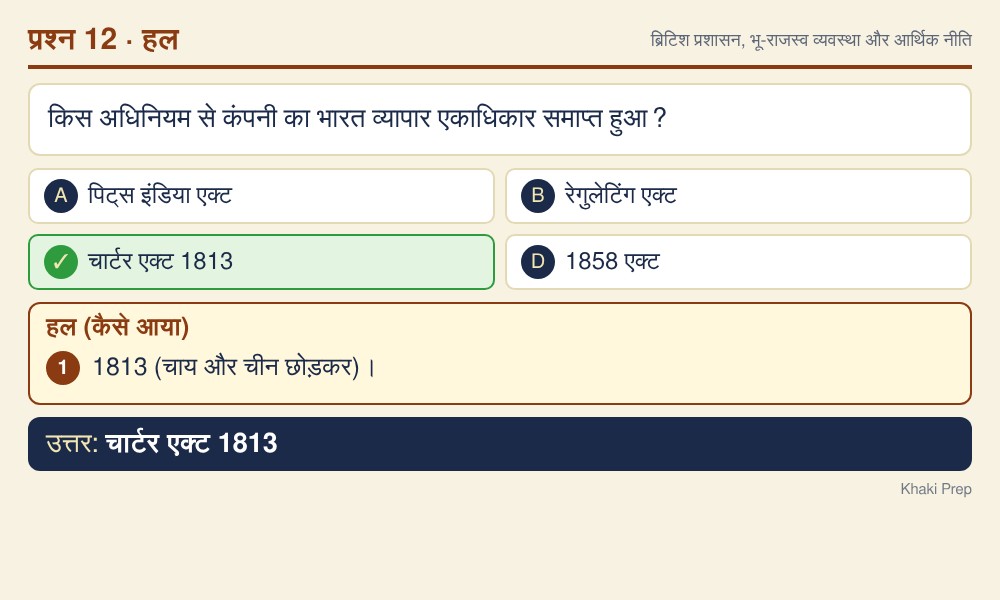 प्रश्न 12 · हल
ब्रिटिश प्रशासन, भू-राजस्व व्यवस्था और आर्थिक नीति
किस अधिनियम से कंपनी का भारत व्यापार एकाधिकार समाप्त हुआ ?
A पिट्स इंडिया एक्ट
B रेगुलेटिंग एक्ट
✓ चार्टर एक्ट 1813
D 1858 एक्ट
हल (कैसे आया)
1 1813 (चाय और चीन छोड़कर) ।
उत्तर: चार्टर एक्ट 1813
Khaki Prep